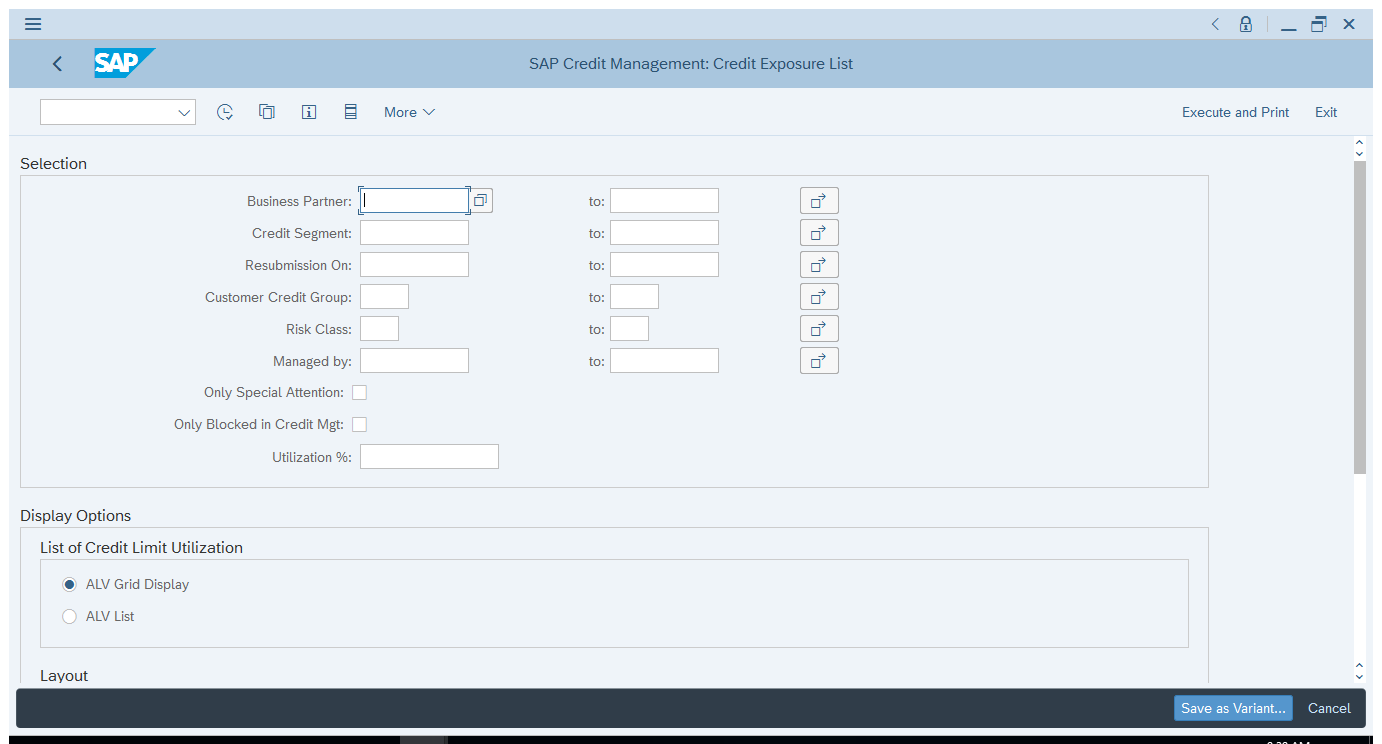 SAP
SAP Credit Management: Credit Exposure List
More
Execute and Print
Exit
Selection
Business Partner:
to:
Credit Segment:
to:
Resubmission On:
to:
Customer Credit Group:
to:
Risk Class:
to:
Managed by:
to:
Only Special Attention:
Only Blocked in Credit Mgt:
Utilization %:
Display Options
List of Credit Limit Utilization
ALV Grid Display
ALV List
Layout
Save as Variant...
Cancel